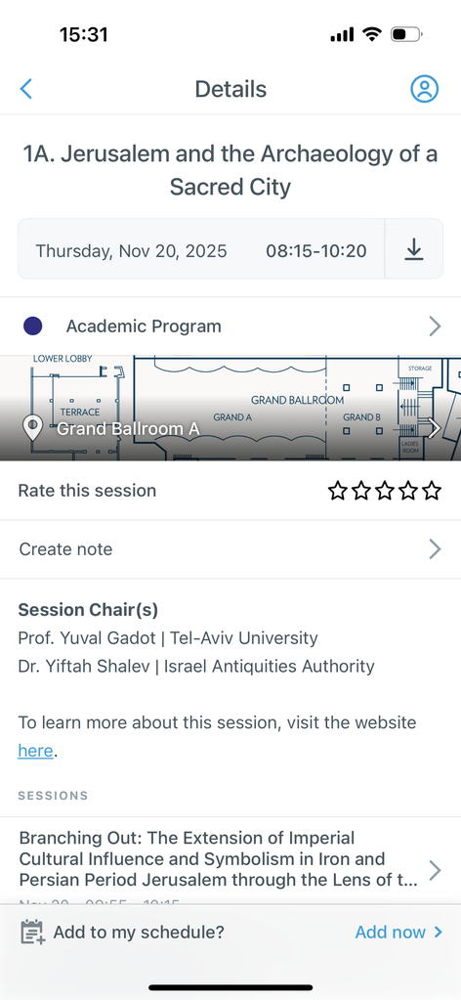 15:31
Details
1A. Jerusalem and the Archaeology of a
Sacred City
Thursday, Nov 20, 2025 08:15-10:20
Academic Program
LOWER LOBBY
STORAGE
GRAND BALLROOM
TERRACE
GRAND A
GRAND B
Grand Ballroom A
LADIES
ROOM
Rate this session
Create note
Session Chair(s)
Prof. Yuval Gadot | Tel-Aviv University
Dr. Yiftah Shalev | Israel Antiquities Authority
To learn more about this session, visit the website
here.
SESSIONS
Branching Out: The Extension of Imperial
Cultural Influence and Symbolism in Iron and
Persian Period Jerusalem through the Lens of t...
Add to my schedule? Add now